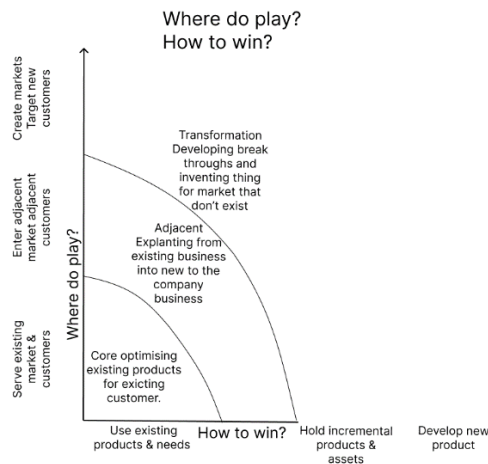 Where do play?
How to win?
Create markets
Target new
customers
Enter adjacent
market adjacent
customers
Serve existing
market &
customers
Where do play?
Transformation
Developing break
throughs and
inventing thing
for market that
don't exist
Adjacent
Explanting from
existing business
into new to the
company
business
Core optimising
existing products
for exicting
customer.
Use existing
products & needs
How to win?
Hold incremental
products &
assets
Develop new
product